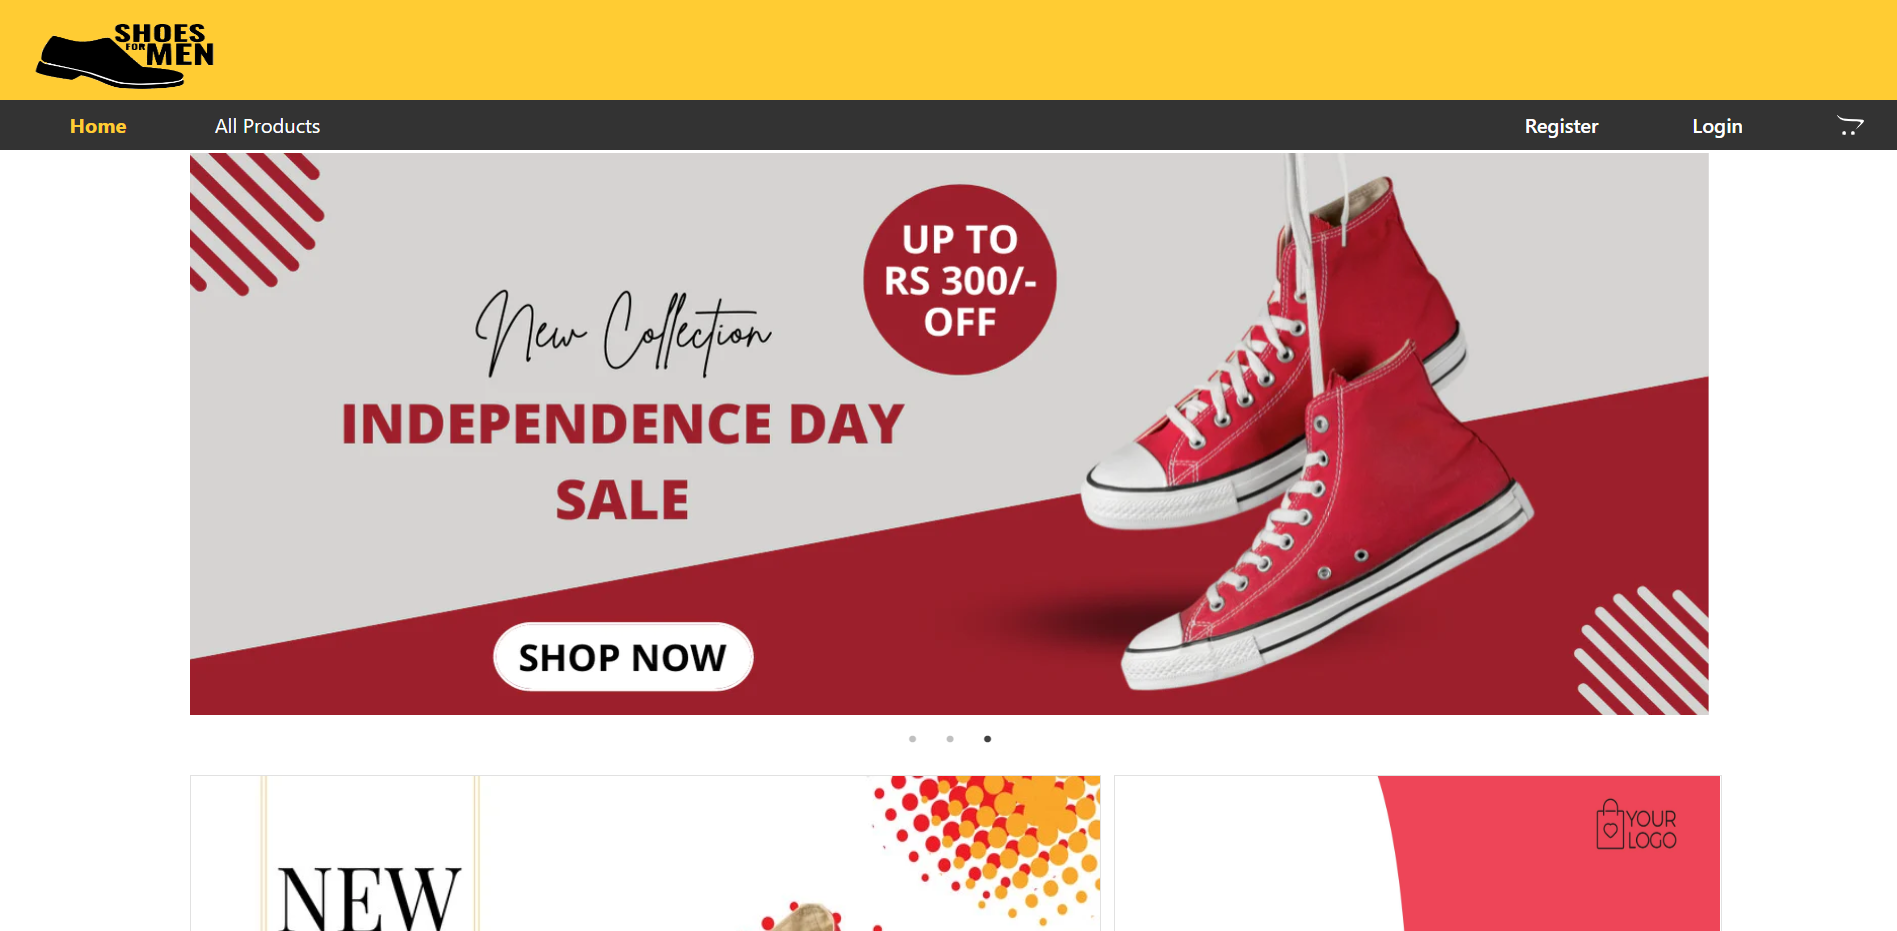 SHOES
FOR MEN
Home All Products Register Login
UP TO
RS 300/-
OFF
New Collection
INDEPENDENCE DAY
SALE
SHOP NOW
YOUR
LOGO
NEW